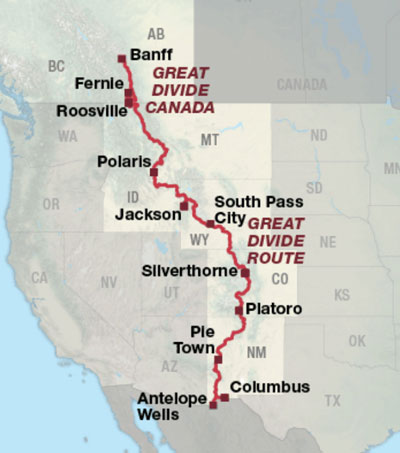 AB
Banff
BC
Fernie
GREAT
DIVIDE
CANADA
CANADA
Roosville
WA
MT
ND
MN
Polaris
OR
ID
SD
Jackson
South Pass
City
GREAT
DIVIDE
ROUTE
WY
NE
Silverthorne
CA
NV
UT
CO
KS
Platoro
Pie
Town
OK
AZ
NM
Columbus
Antelope
Wells
TX